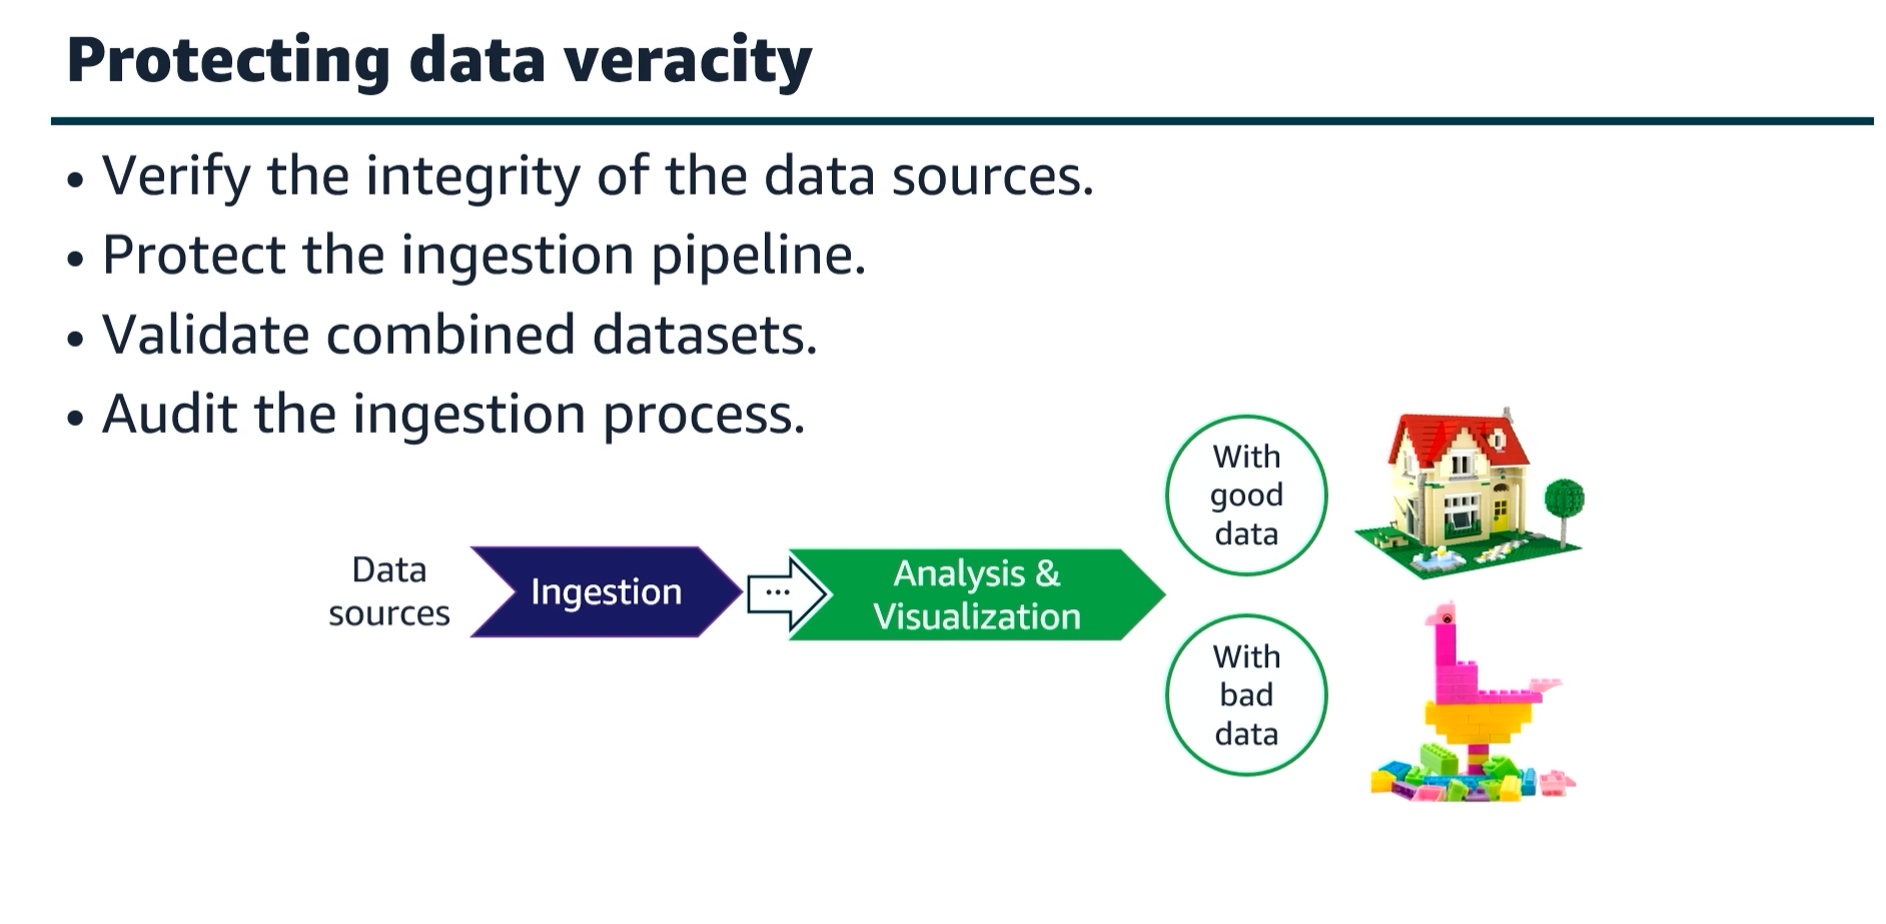 Protecting data veracity
• Verify the integrity of the data sources.
• Protect the ingestion pipeline.
• Validate combined datasets.
• Audit the ingestion process.
Data
sources
Ingestion
...
Analysis &
Visualization
With
good
data
With
bad
data